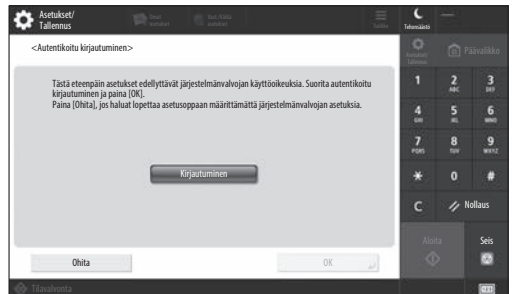 Asetukset/
Tallennus
Tehonsäästö
<Autentikoitu kirjautuminen>
Tästä eteenpäin asetukset edellyttävät järjestelmänvalvojan käyttöoikeuksia. Suorita autentikoitu
kirjautuminen ja paina [OK].
Paina [Ohita], jos haluat lopettaa asetusoppaan määrittämättä järjestelmänvalvojan asetuksia.
Kirjautuminen
Ohita
OK
Tilavalvonta
Asetukset/
Tallennus
Päävalikko
1
2
ABC
3
DEF
4
GHI
5
JKL
6
MNO
7
PQRS
8
TUV
9
WXYZ
*
0
#
C
Nollaus
Aloita
Seis